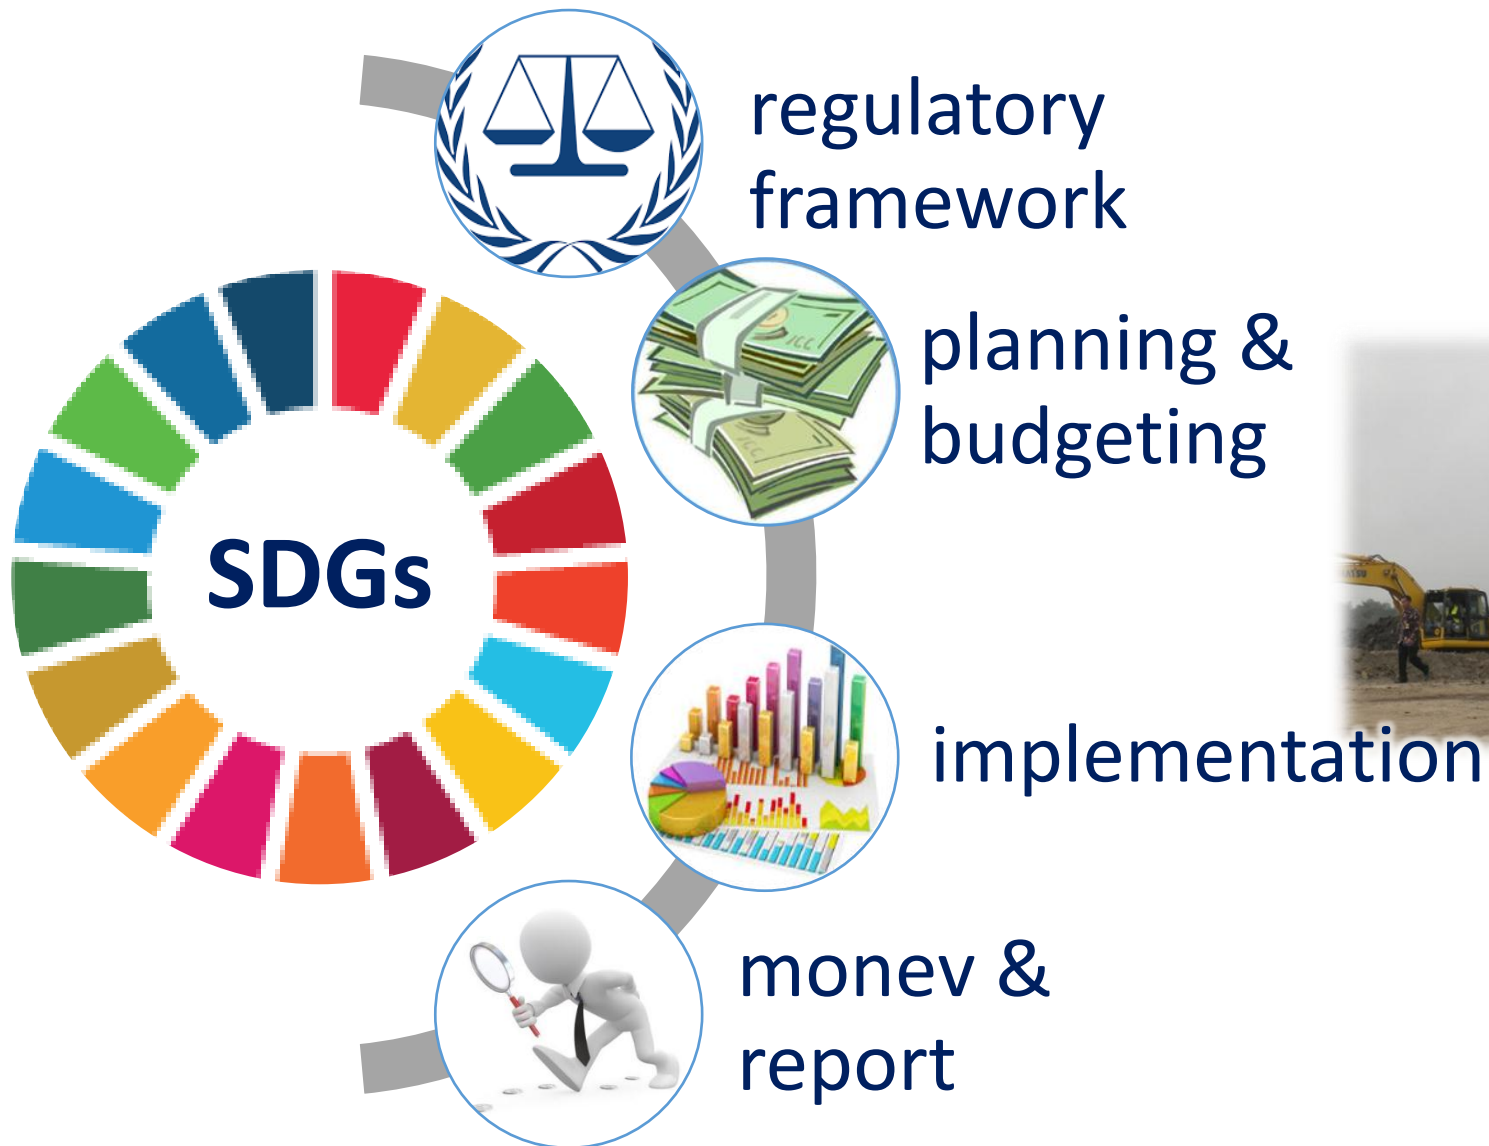 regulatory
framework
planning &
budgeting
SDGs
implementation
monev &
report